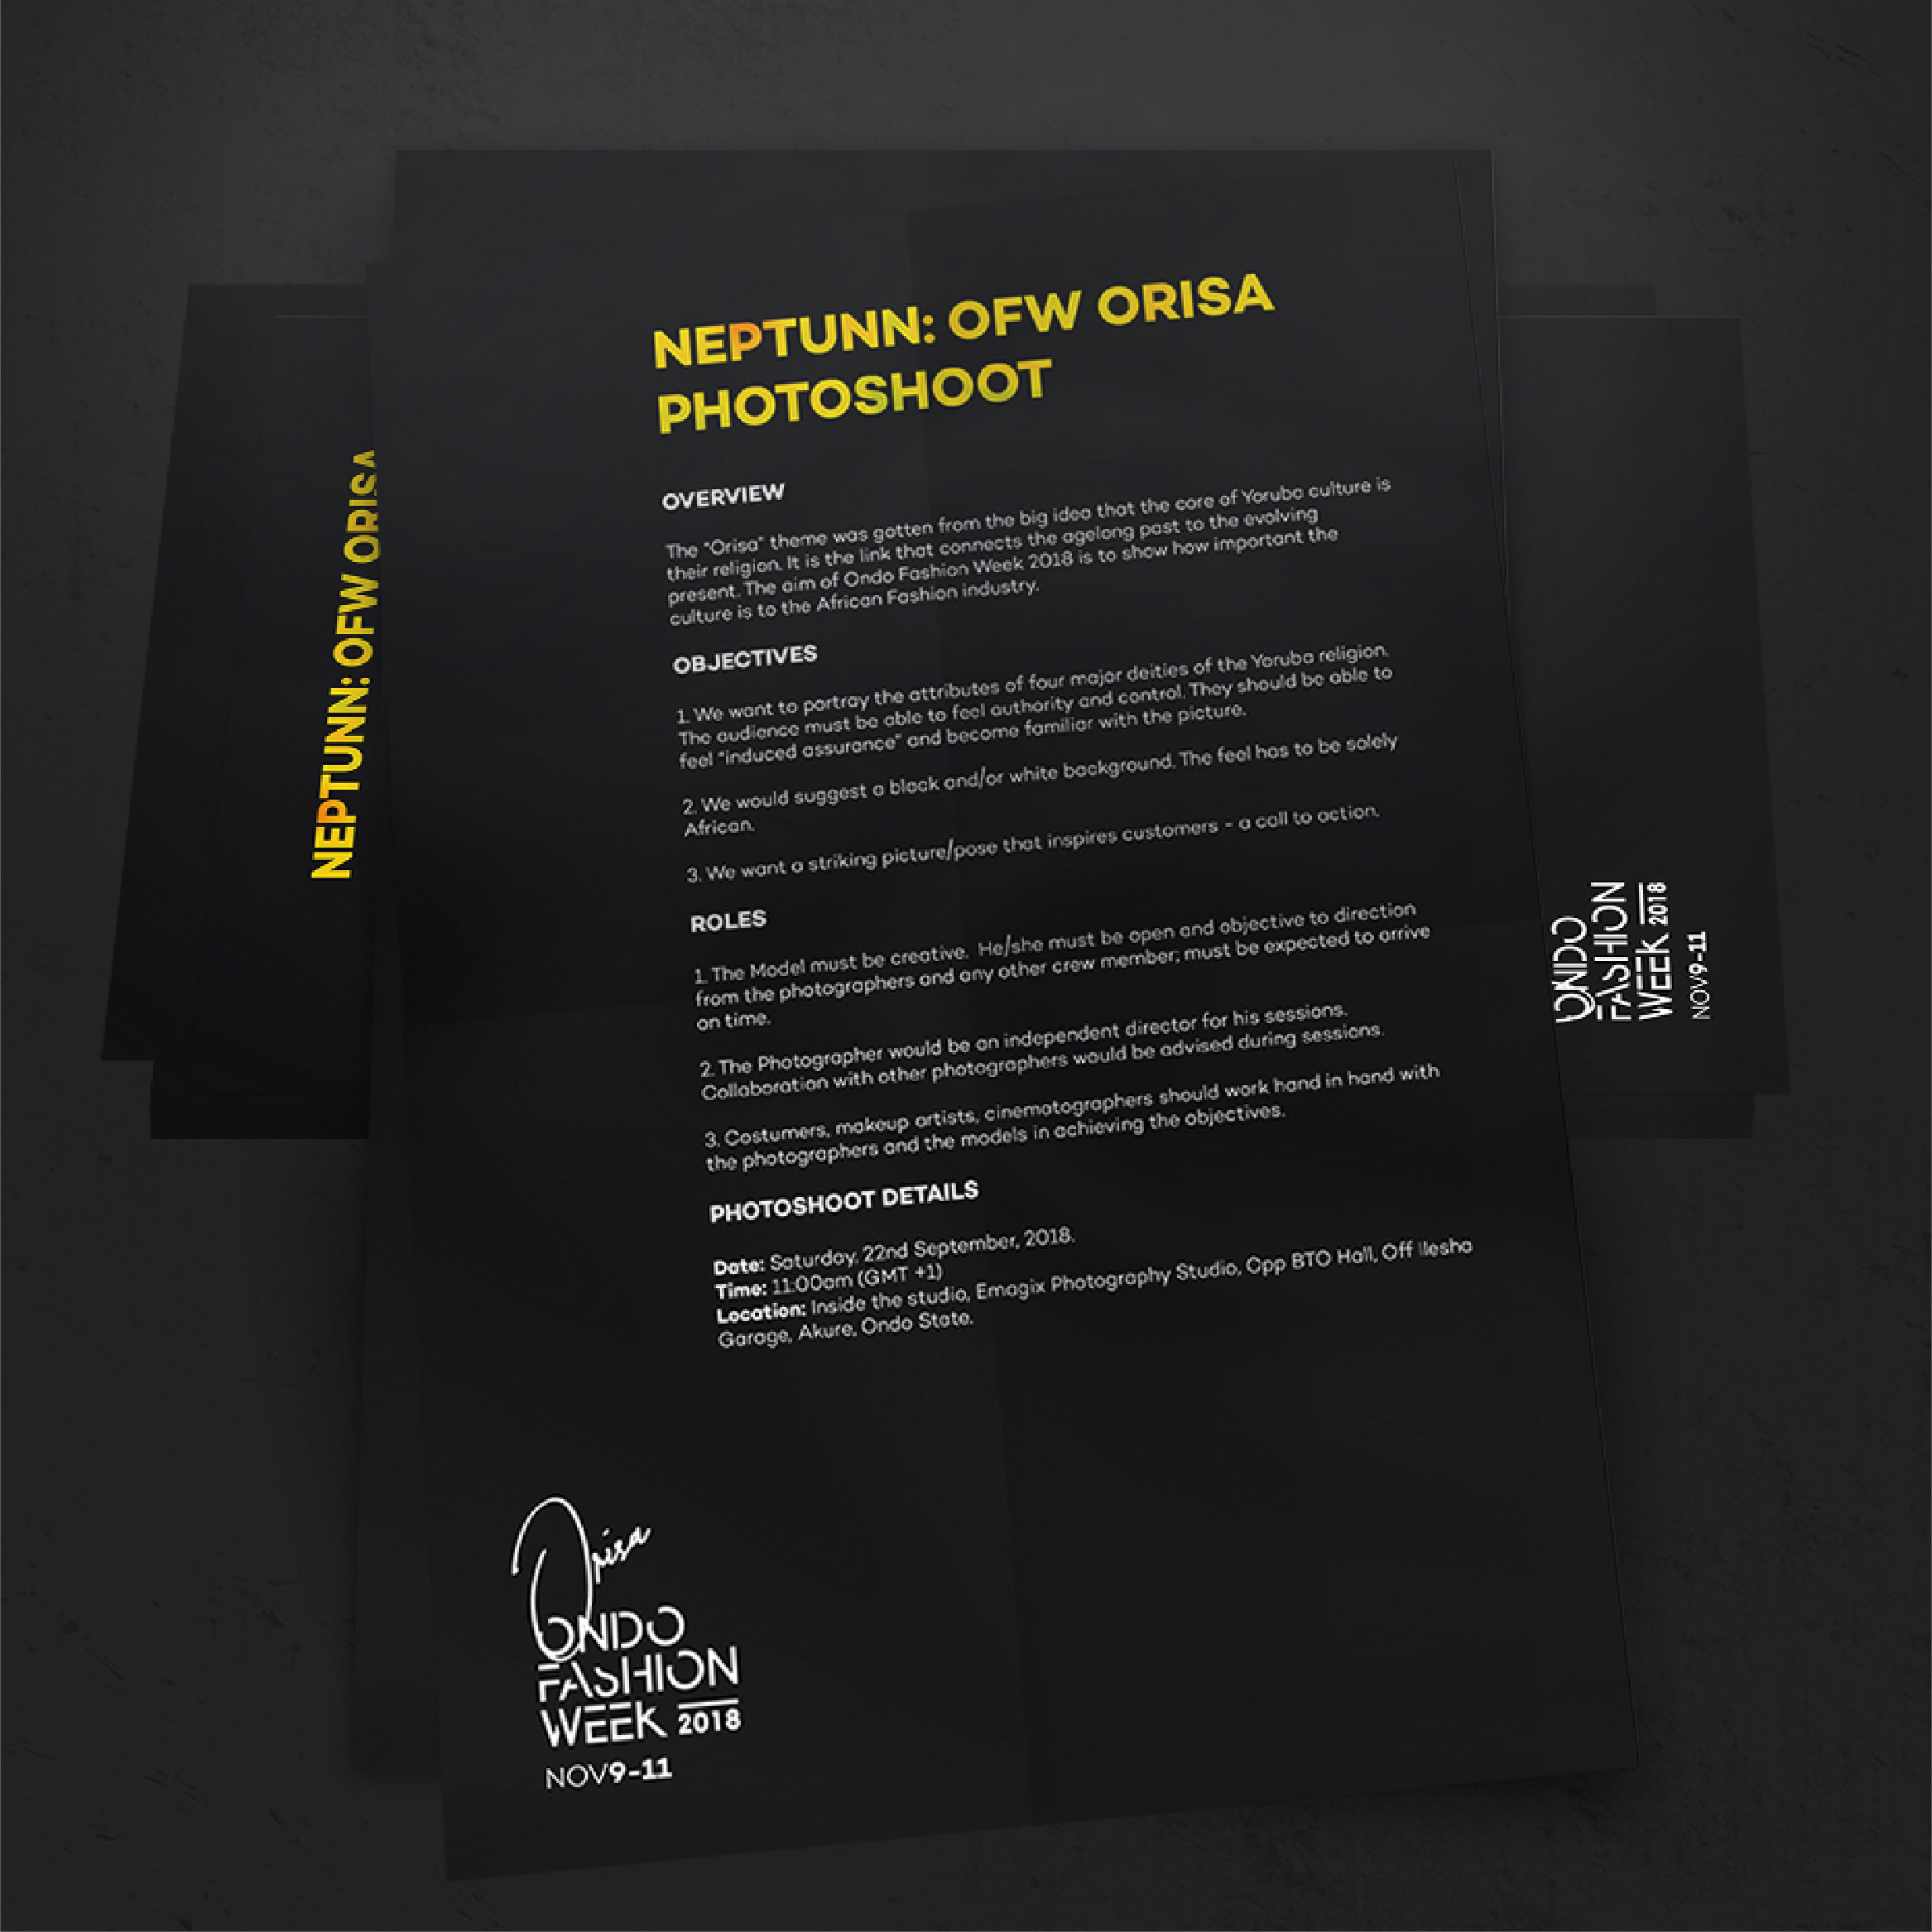 NEPTUNN: OFW ORISA
PHOTOSHOOT
OVERVIEW
The "Orisa" theme was gotten from the big idea that the core of Yoruba culture is
their religion. It is the link that connects the agelong past to the evolving
present. The aim of Ondo Fashion Week 2018 is to show how important the
culture is to the African Fashion industry.
OBJECTIVES
1. We want to portray the attributes of four major deities of the Yoruba religion.
The audience must be able to feel authority and control. They should be able to
feel "induced assurance" and become familiar with the picture.
2. We would suggest a black and/or white background. The feel has to be solely
African.
3. We want a striking picture/pose that inspires customers - a call to action.
ROLES
1. The Model must be creative. He/she must be open and objective to direction
from the photographers and any other crew member; must be expected to arrive
on time.
2. The Photographer would be an independent director for his sessions.
Collaboration with other photographers would be advised during sessions.
3. Costumers, makeup artists, cinematographers should work hand in hand with
the photographers and the models in achieving the objectives.
PHOTOSHOOT DETAILS
Date: Saturday, 22nd September, 2018.
Time: 11:00am (GMT +1)
Location: Inside the studio, Emagix Photography Studio, Opp BTO Hall, Off Ilesha
Garage, Akure, Ondo State.
Orisa
ONDO
FASHION
WEEK 2018
NOV9-11
NEPTUNN: OFW ORISA
ONDO
FASHION
WEEK 2018
NOV9-11